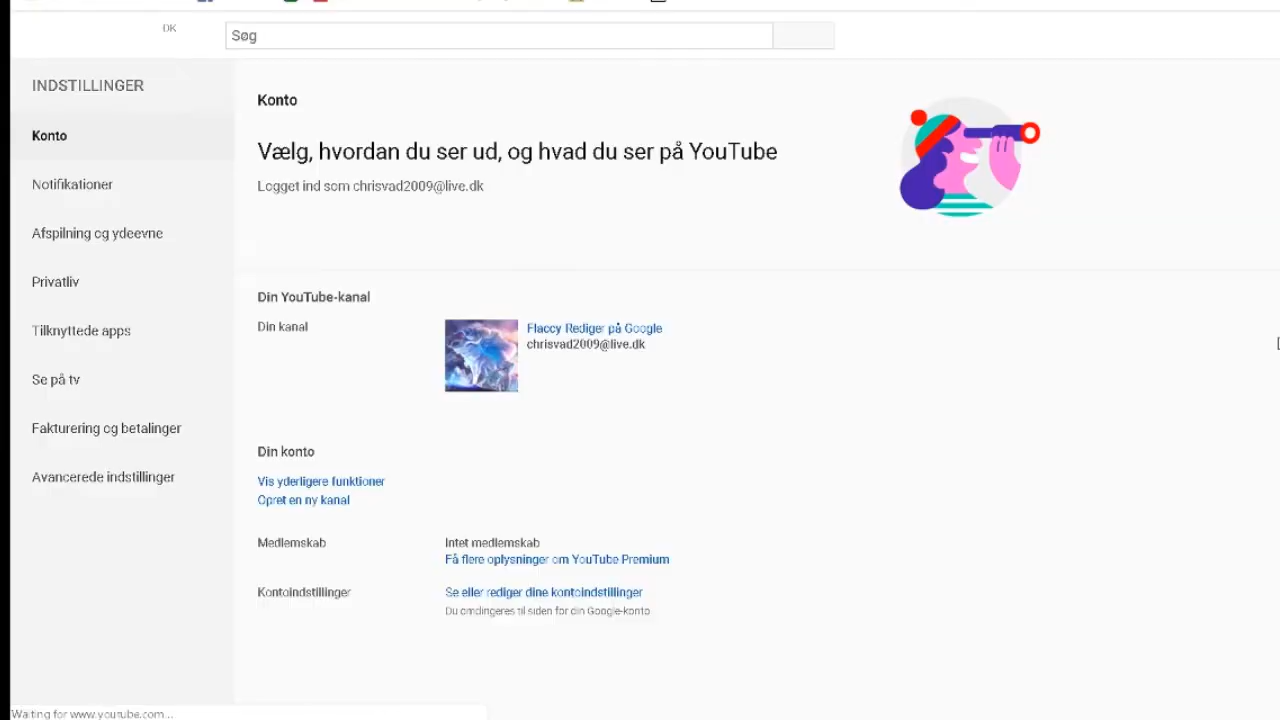 DK
Søg
INDSTILLINGER
Konto
Notifikationer
Afspilning og ydeevne
Privatliv
Tilknyttede apps
Se på tv
Fakturering og betalinger
Avancerede indstillinger
Konto
Vælg, hvordan du ser ud, og hvad du ser på YouTube
Logget ind som chrisvad2009@live.dk
Din YouTube-kanal
Din kanal
Flaccy Rediger på Google
chrisvad2009@live.dk
Din konto
Vis yderligere funktioner
Opret en ny kanal
Medlemskab
Intet medlemskab
Få flere oplysninger om YouTube Premium
Kontoindstillinger
Se eller rediger dine kontoindstillinger
Du omdirigeres til siden for din Google-konto
Waiting for www.youtube.com...